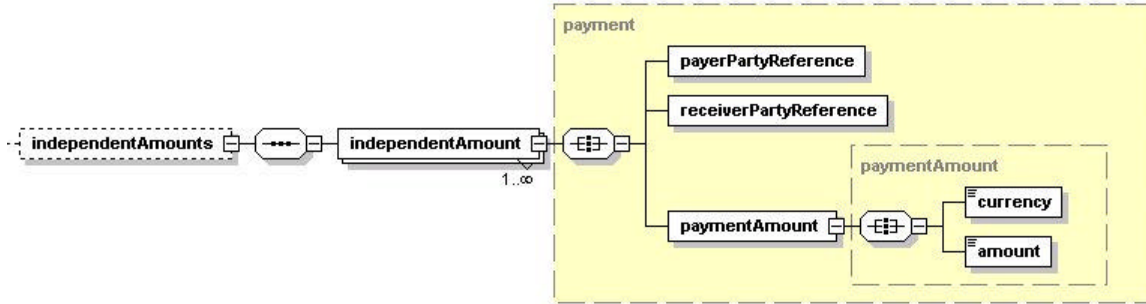 payment
payerPartyReference
receiverPartyReference
independentAmounts
independentAmount
1..∞
paymentAmount
paymentAmount
currency
amount